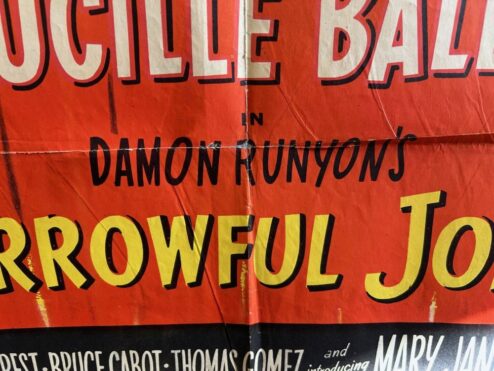 UCILLE BALL
IN
DAMON RUNYON'S
RROWFUL JO
REST · BRUCE CABOT · THOMAS GOMEZ and introducing MARY JAN